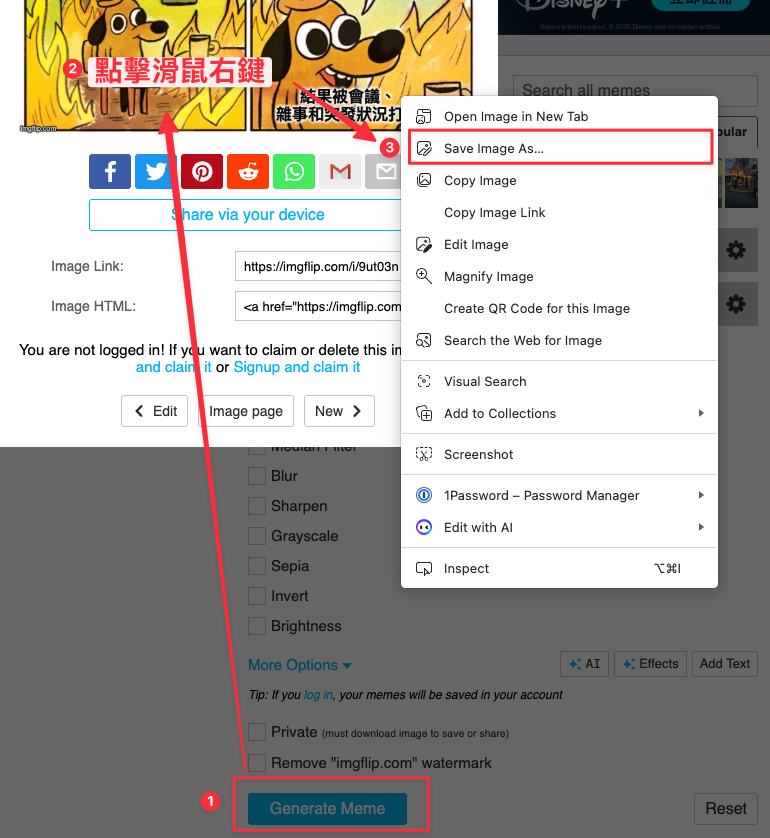 DISNEY+
立即註冊
Subscription required. © 2025 Disney and its related entities
Search all memes
pular
2
點擊滑鼠右鍵
結果被會議、
雜事和突發狀況打
imgflip.com
3
Share via your device
Image Link:
https://imgflip.com/i/9ut03n
Image HTML:
<a href="https://imgflip.com
You are not logged in! If you want to claim or delete this im
and claim it or Signup and claim it
Edit
Image page
New
Open Image in New Tab
Save Image As...
Copy Image
Copy Image Link
Edit Image
Magnify Image
Create QR Code for this Image
Search the Web for Image
Visual Search
Add to Collections
Screenshot
1Password – Password Manager
Edit with AI
Inspect
⌥⌘I
Median Filter
Blur
Sharpen
Grayscale
Sepia
Invert
Brightness
More Options
AI
Effects
Add Text
Tip: If you log in, your memes will be saved in your account
Private (must download image to save or share)
Remove "imgflip.com" watermark
1
Generate Meme
Reset